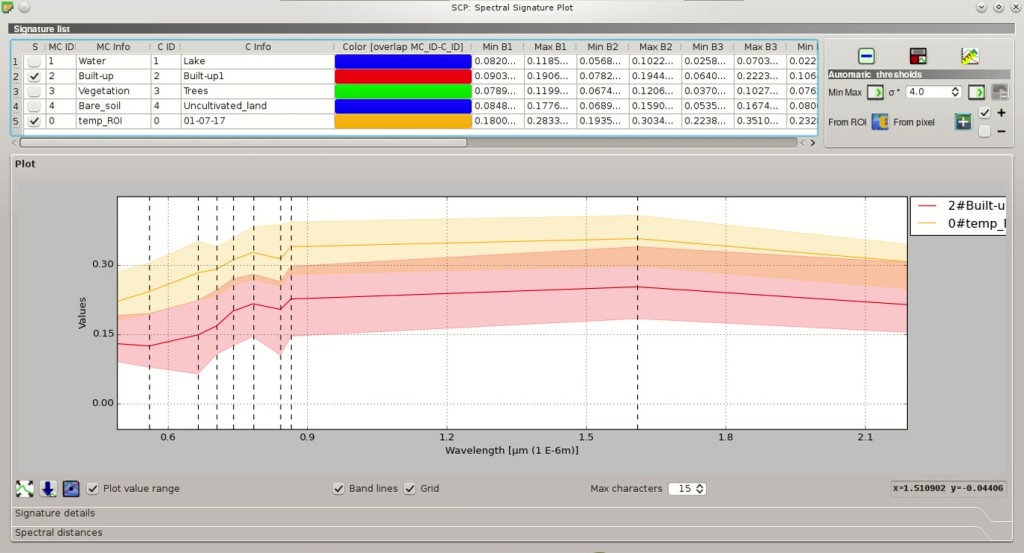 SCP: Spectral Signature Plot
Signature list
S MC ID MC Info C ID C Info Color [overlap MC_ID-C_ID] Min B1 Max B1 Min B2 Max B2 Min B3 Max B3 Min
1 1 Water 1 Lake 0.0820... 0.1185... 0.0568... 0.1022... 0.0258... 0.0703... 0.022
2 2 Built-up 2 Built-up1 0.0903... 0.1906... 0.0782... 0.1944... 0.0640... 0.2223... 0.106
3 3 Vegetation 3 Trees 0.0789... 0.1199... 0.0674... 0.1206... 0.0370... 0.1027... 0.076
4 4 Bare_soil 4 Uncultivated_land 0.0848... 0.1776... 0.0689... 0.1590... 0.0535... 0.1674... 0.080
5 0 temp_ROI 0 01-07-17 0.1800... 0.2833... 0.1935... 0.3034... 0.2238... 0.3510... 0.232
Automatic thresholds
Min Max σ* 4.0
From ROI From pixel + 
−
Plot
2#Built-u
0#temp_
0.30
0.15
0.00
Values
0.6 0.9 1.2 1.5 1.8 2.1
Wavelength [μm (1 E-6m)]
Plot value range Band lines Grid Max characters 15 x=1.510902 y=-0.04406
Signature details
Spectral distances